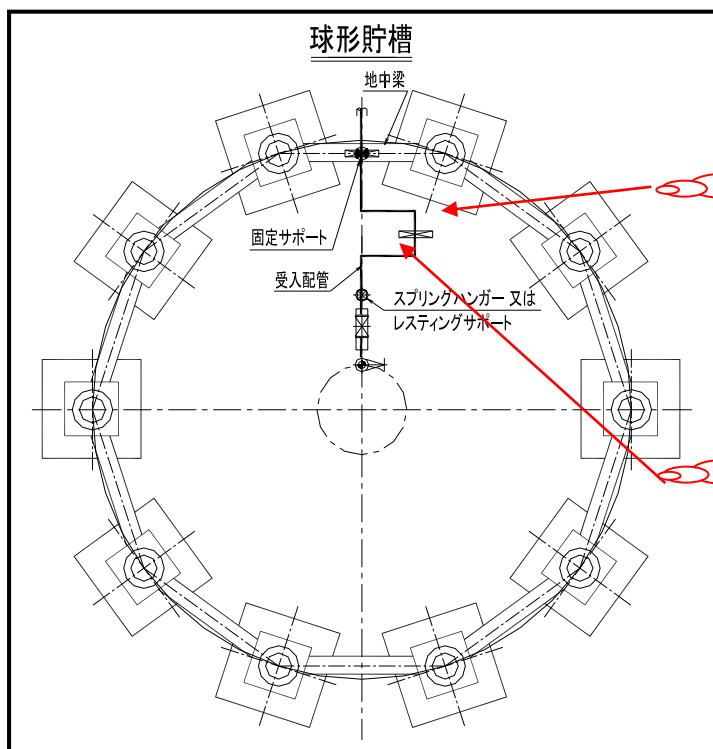 球形貯槽
地中梁
固定サポート
受入配管
スプリングハンガー 又は
レスティングサポート